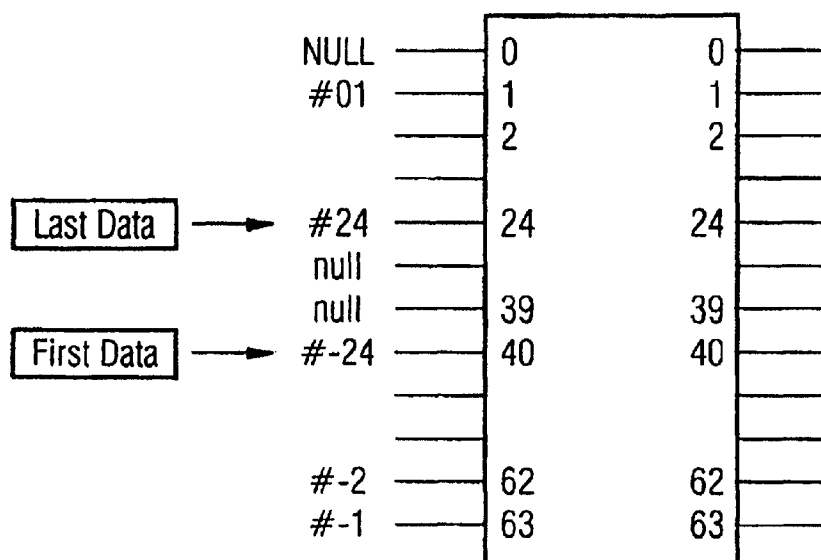 NULL 0 0
#01 1 1
2 2
Last Data #24 24 24
null
null 39 39
First Data #-24 40 40
#-2 62 62
#-1 63 63